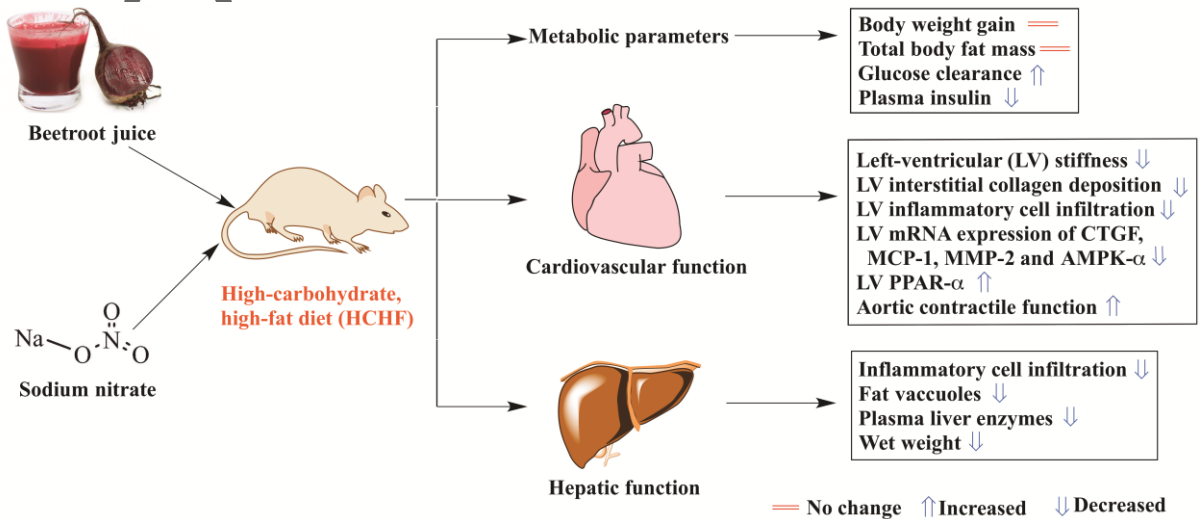 Beetroot juice
Na
O
N
O
O
Sodium nitrate
High-carbohydrate,
high-fat diet (HCHF)
Metabolic parameters
Cardiovascular function
Hepatic function
Body weight gain
Total body fat mass
Glucose clearance ⇑
Plasma insulin ⇓
Left-ventricular (LV) stiffness ⇓
LV interstitial collagen deposition ⇓
LV inflammatory cell infiltration ⇓
LV mRNA expression of CTGF,
MCP-1, MMP-2 and AMPK-α ⇓
LV PPAR-α ⇑
Aortic contractile function ⇑
Inflammatory cell infiltration ⇓
Fat vaccuoles ⇓
Plasma liver enzymes ⇓
Wet weight ⇓
No change ⇑Increased ⇓Decreased